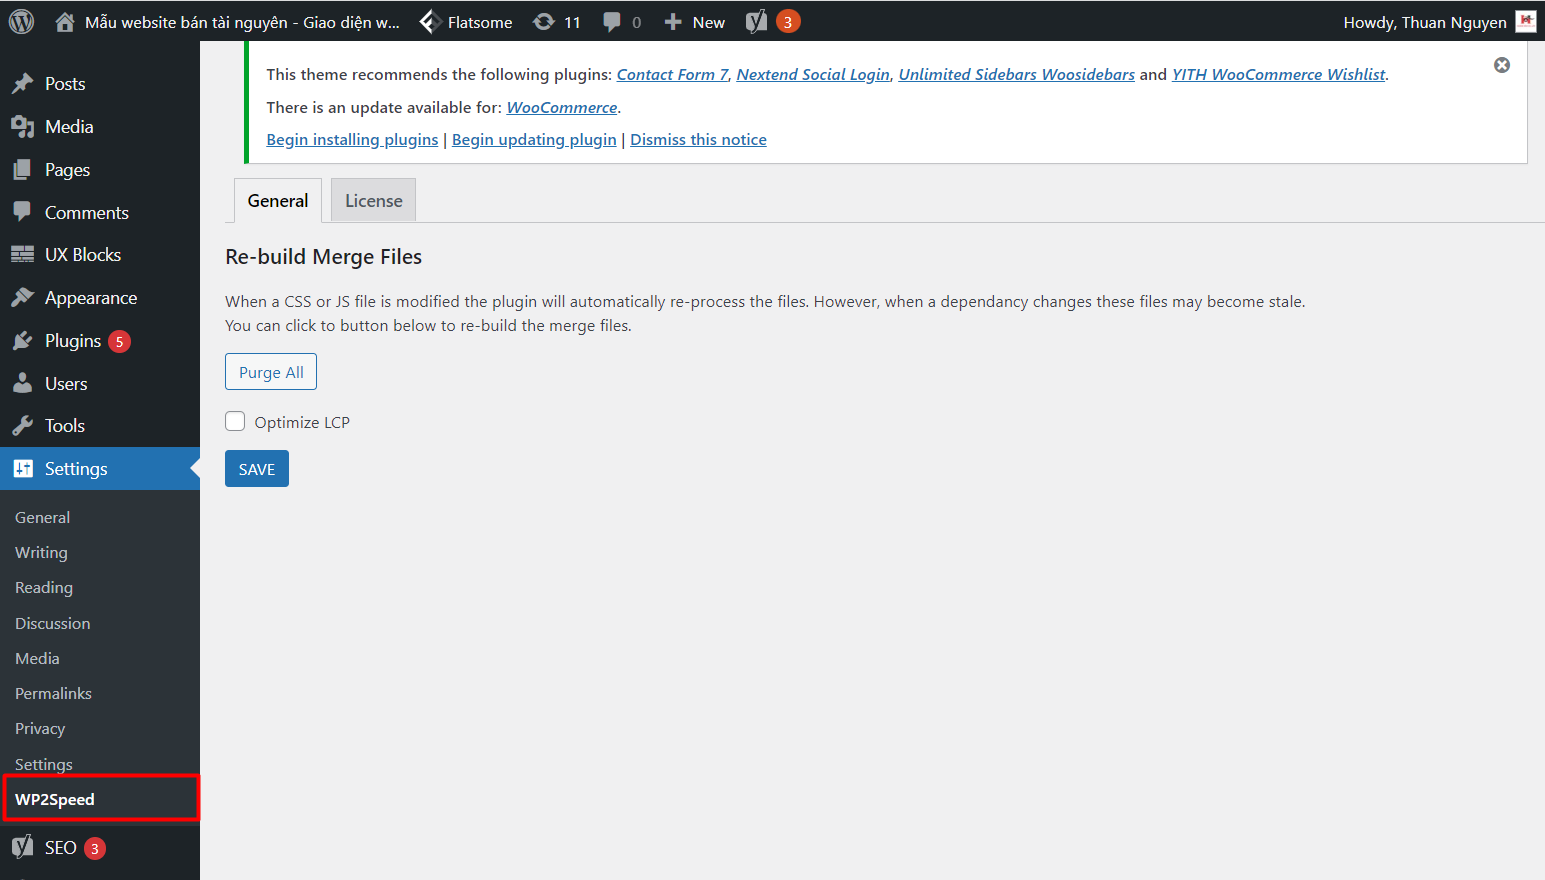 Mẫu website bán tài nguyên - Giao diện w...
Flatsome
11
0
New
3
Howdy, Thuan Nguyen
Posts
Media
Pages
Comments
UX Blocks
Appearance
Plugins 5
Users
Tools
Settings
General
Writing
Reading
Discussion
Media
Permalinks
Privacy
Settings
WP2Speed
SEO 3
This theme recommends the following plugins: Contact Form 7, Nextend Social Login, Unlimited Sidebars Woosidebars and YITH WooCommerce Wishlist.
There is an update available for: WooCommerce.
Begin installing plugins | Begin updating plugin | Dismiss this notice
General
License
Re-build Merge Files
When a CSS or JS file is modified the plugin will automatically re-process the files. However, when a dependancy changes these files may become stale.
You can click to button below to re-build the merge files.
Purge All
Optimize LCP
SAVE